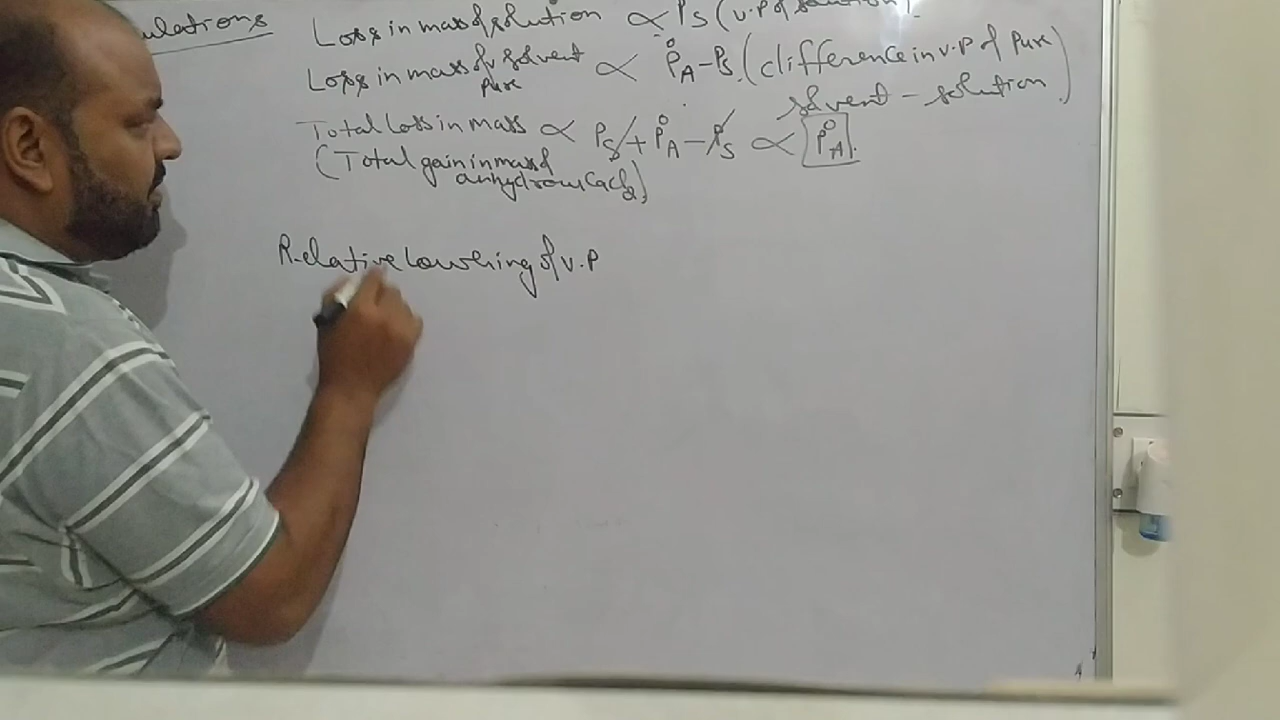 ulations
Loss in mass of solution ∝ Ps (v.p of solution).
Loss in mass of pure solvent ∝ P°A - Ps. (difference in v.p of pure
solvent - solution)
Total Loss in mass ∝ Ps + P°A - Ps ∝ P°A.
(Total gain in mass of
anhydrous CaCl2)
Relative Lowering of v.p